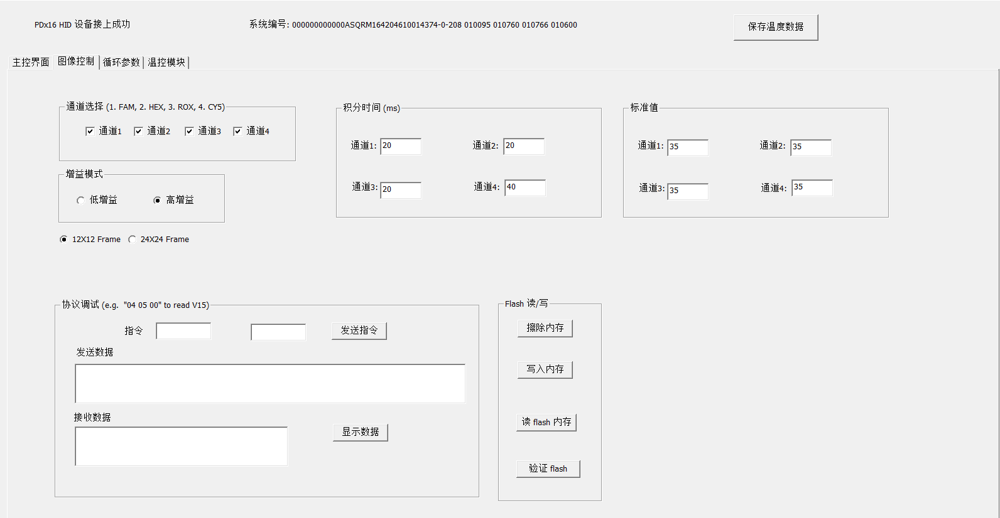 PDx16 HID 设备接上成功
系统编号: 000000000000ASQRM164204610014374-0-208 010095 010760 010766 010600
保存温度数据
主控界面 图像控制 循环参数 温控模块
通道选择 (1. FAM, 2. HEX, 3. ROX, 4. CY5)
通道1 通道2 通道3 通道4
增益模式
低增益 高增益
12X12 Frame 24X24 Frame
积分时间 (ms)
通道1: 20 通道2: 20
通道3: 20 通道4: 40
标准值
通道1: 35 通道2: 35
通道3: 35 通道4: 35
协议调试 (e.g. "04 05 00" to read V15)
指令 发送指令
发送数据
接收数据
显示数据
Flash 读/写
擦除内存
写入内存
读 flash 内存
验证 flash